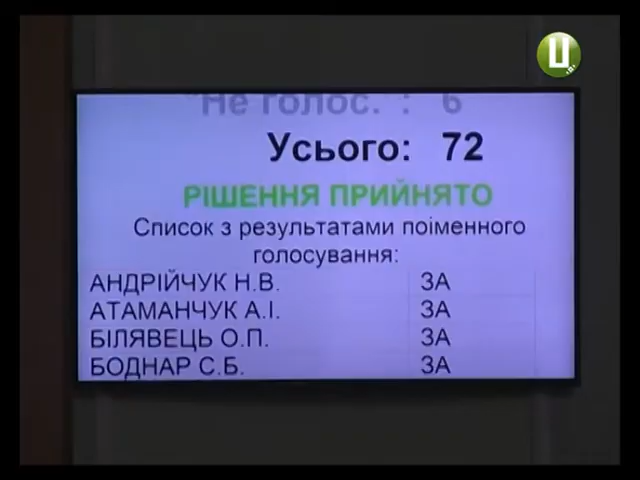 Не голос. : 6
Усього: 72
РІШЕННЯ ПРИЙНЯТО
Список з результатами поіменного
голосування:
АНДРІЙЧУК Н.В. ЗА
АТАМАНЧУК А.І. ЗА
БІЛЯВЕЦЬ О.П. ЗА
БОДНАР С.Б. ЗА
Ц